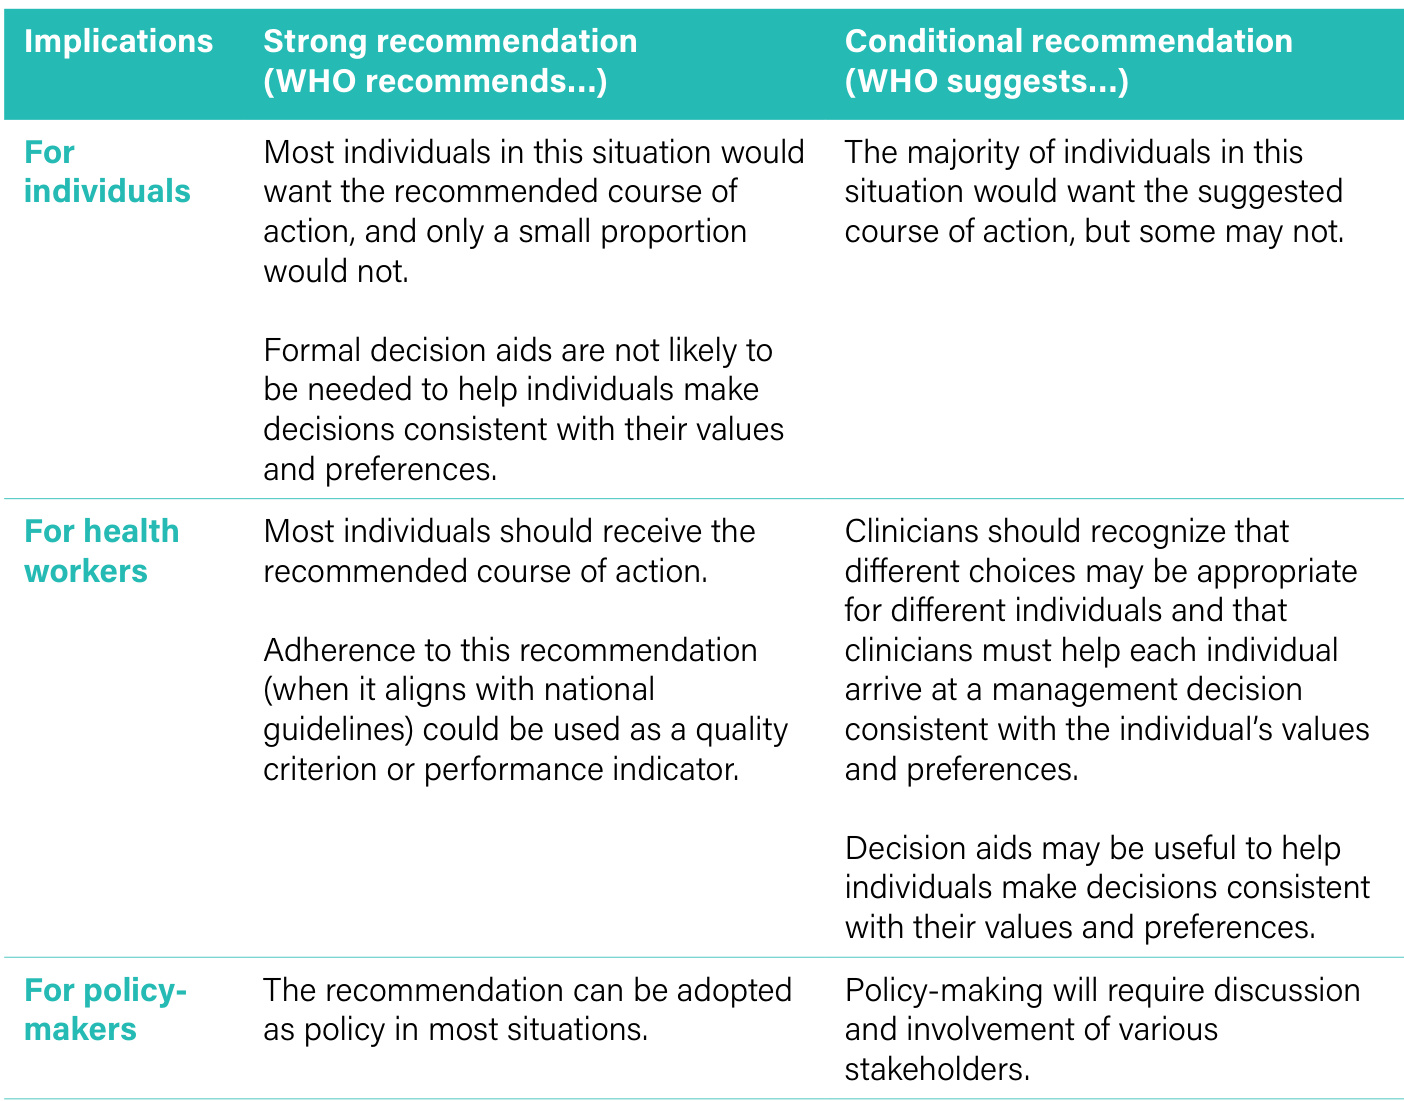 Implications
Strong recommendation
(WHO recommends…)
Conditional recommendation
(WHO suggests…)
For
individuals
Most individuals in this situation would
want the recommended course of
action, and only a small proportion
would not.
Formal decision aids are not likely to
be needed to help individuals make
decisions consistent with their values
and preferences.
The majority of individuals in this
situation would want the suggested
course of action, but some may not.
For health
workers
Most individuals should receive the
recommended course of action.
Adherence to this recommendation
(when it aligns with national
guidelines) could be used as a quality
criterion or performance indicator.
Clinicians should recognize that
different choices may be appropriate
for different individuals and that
clinicians must help each individual
arrive at a management decision
consistent with the individual’s values
and preferences.
Decision aids may be useful to help
individuals make decisions consistent
with their values and preferences.
For policy-
makers
The recommendation can be adopted
as policy in most situations.
Policy-making will require discussion
and involvement of various
stakeholders.